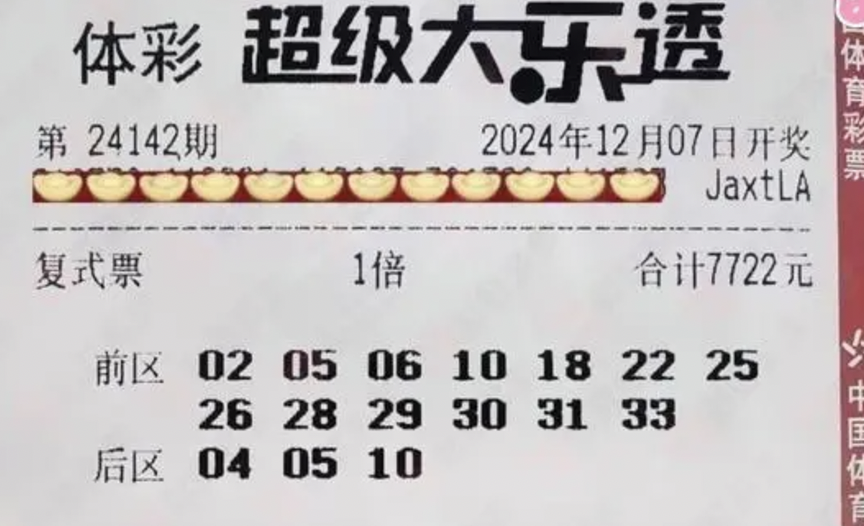 体彩 超级大乐透
第 24142期 2024年12月07日开奖
JaxtLA
复式票 1倍 合计7722元
前区 02 05 06 10 18 22 25
26 28 29 30 31 33
后区 04 05 10
体育彩票
中国体育